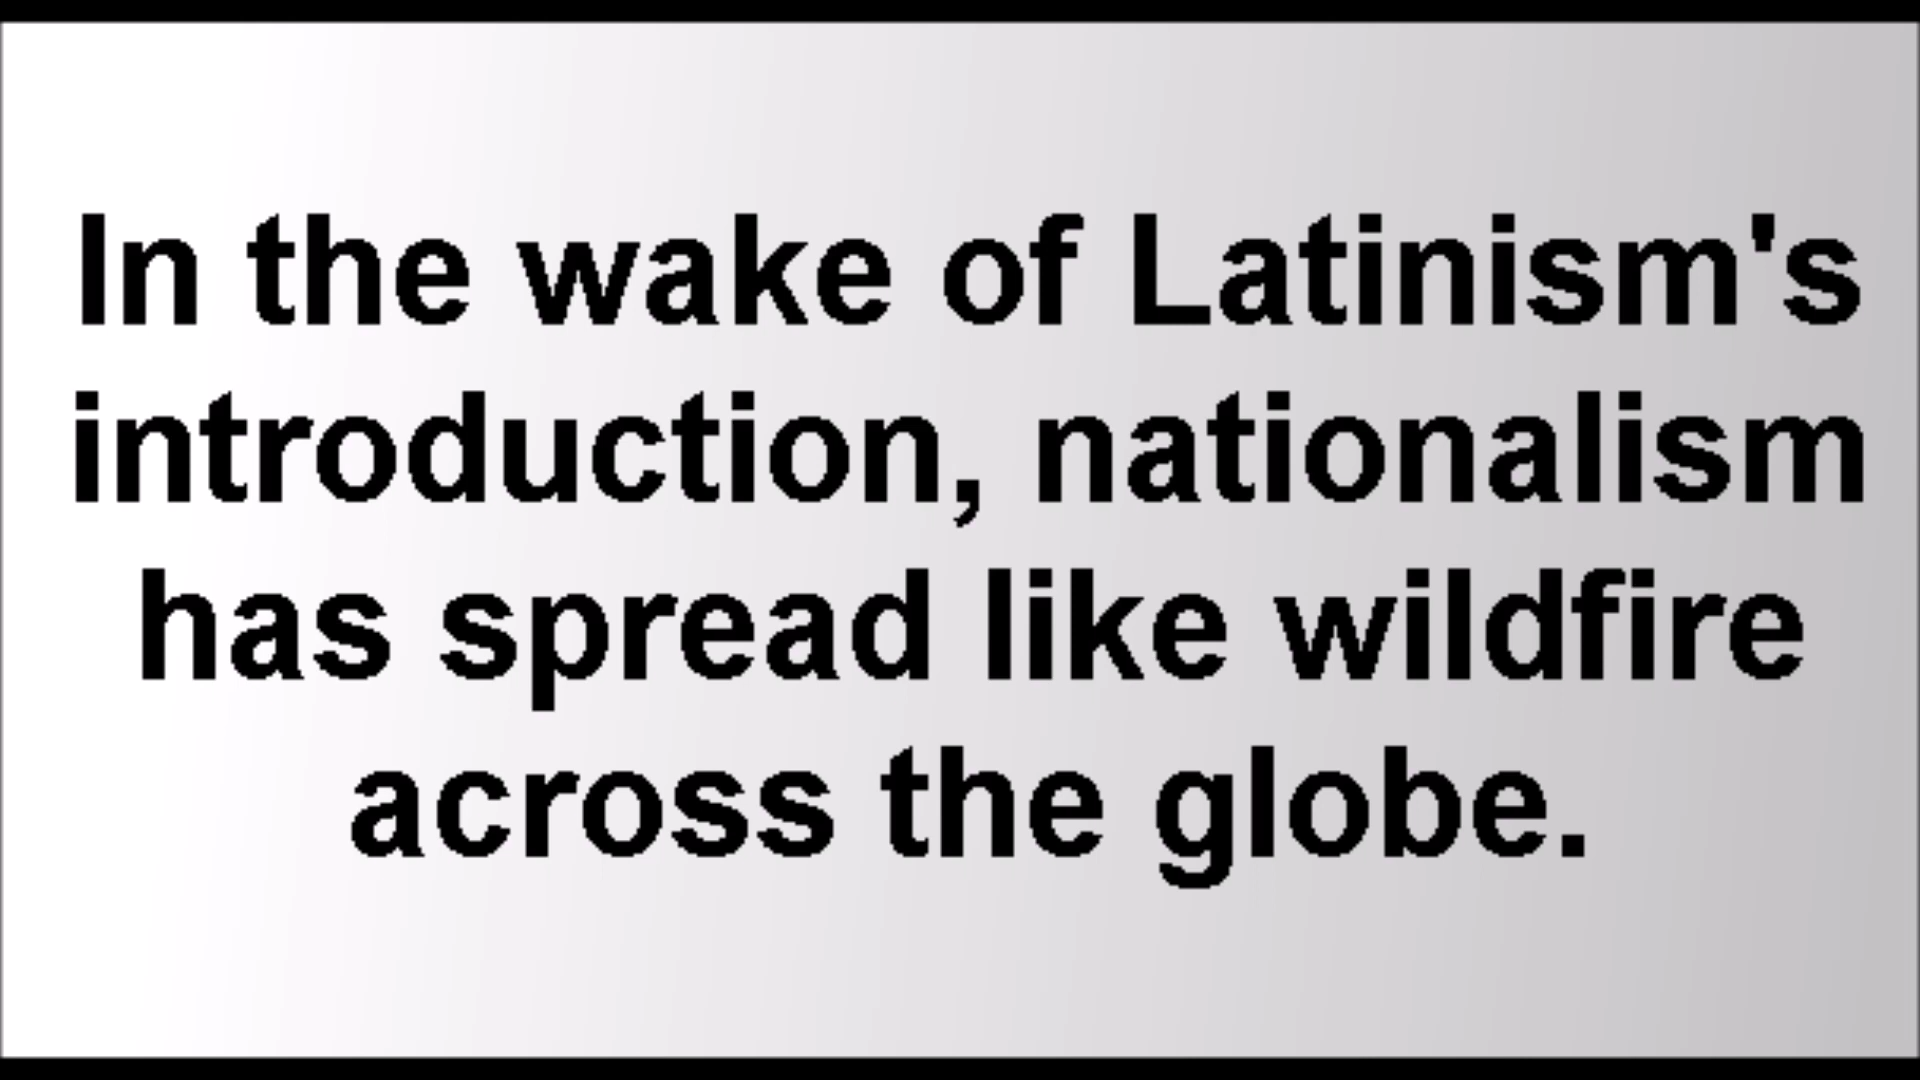 In the wake of Latinism's
introduction, nationalism
has spread like wildfire
across the globe.